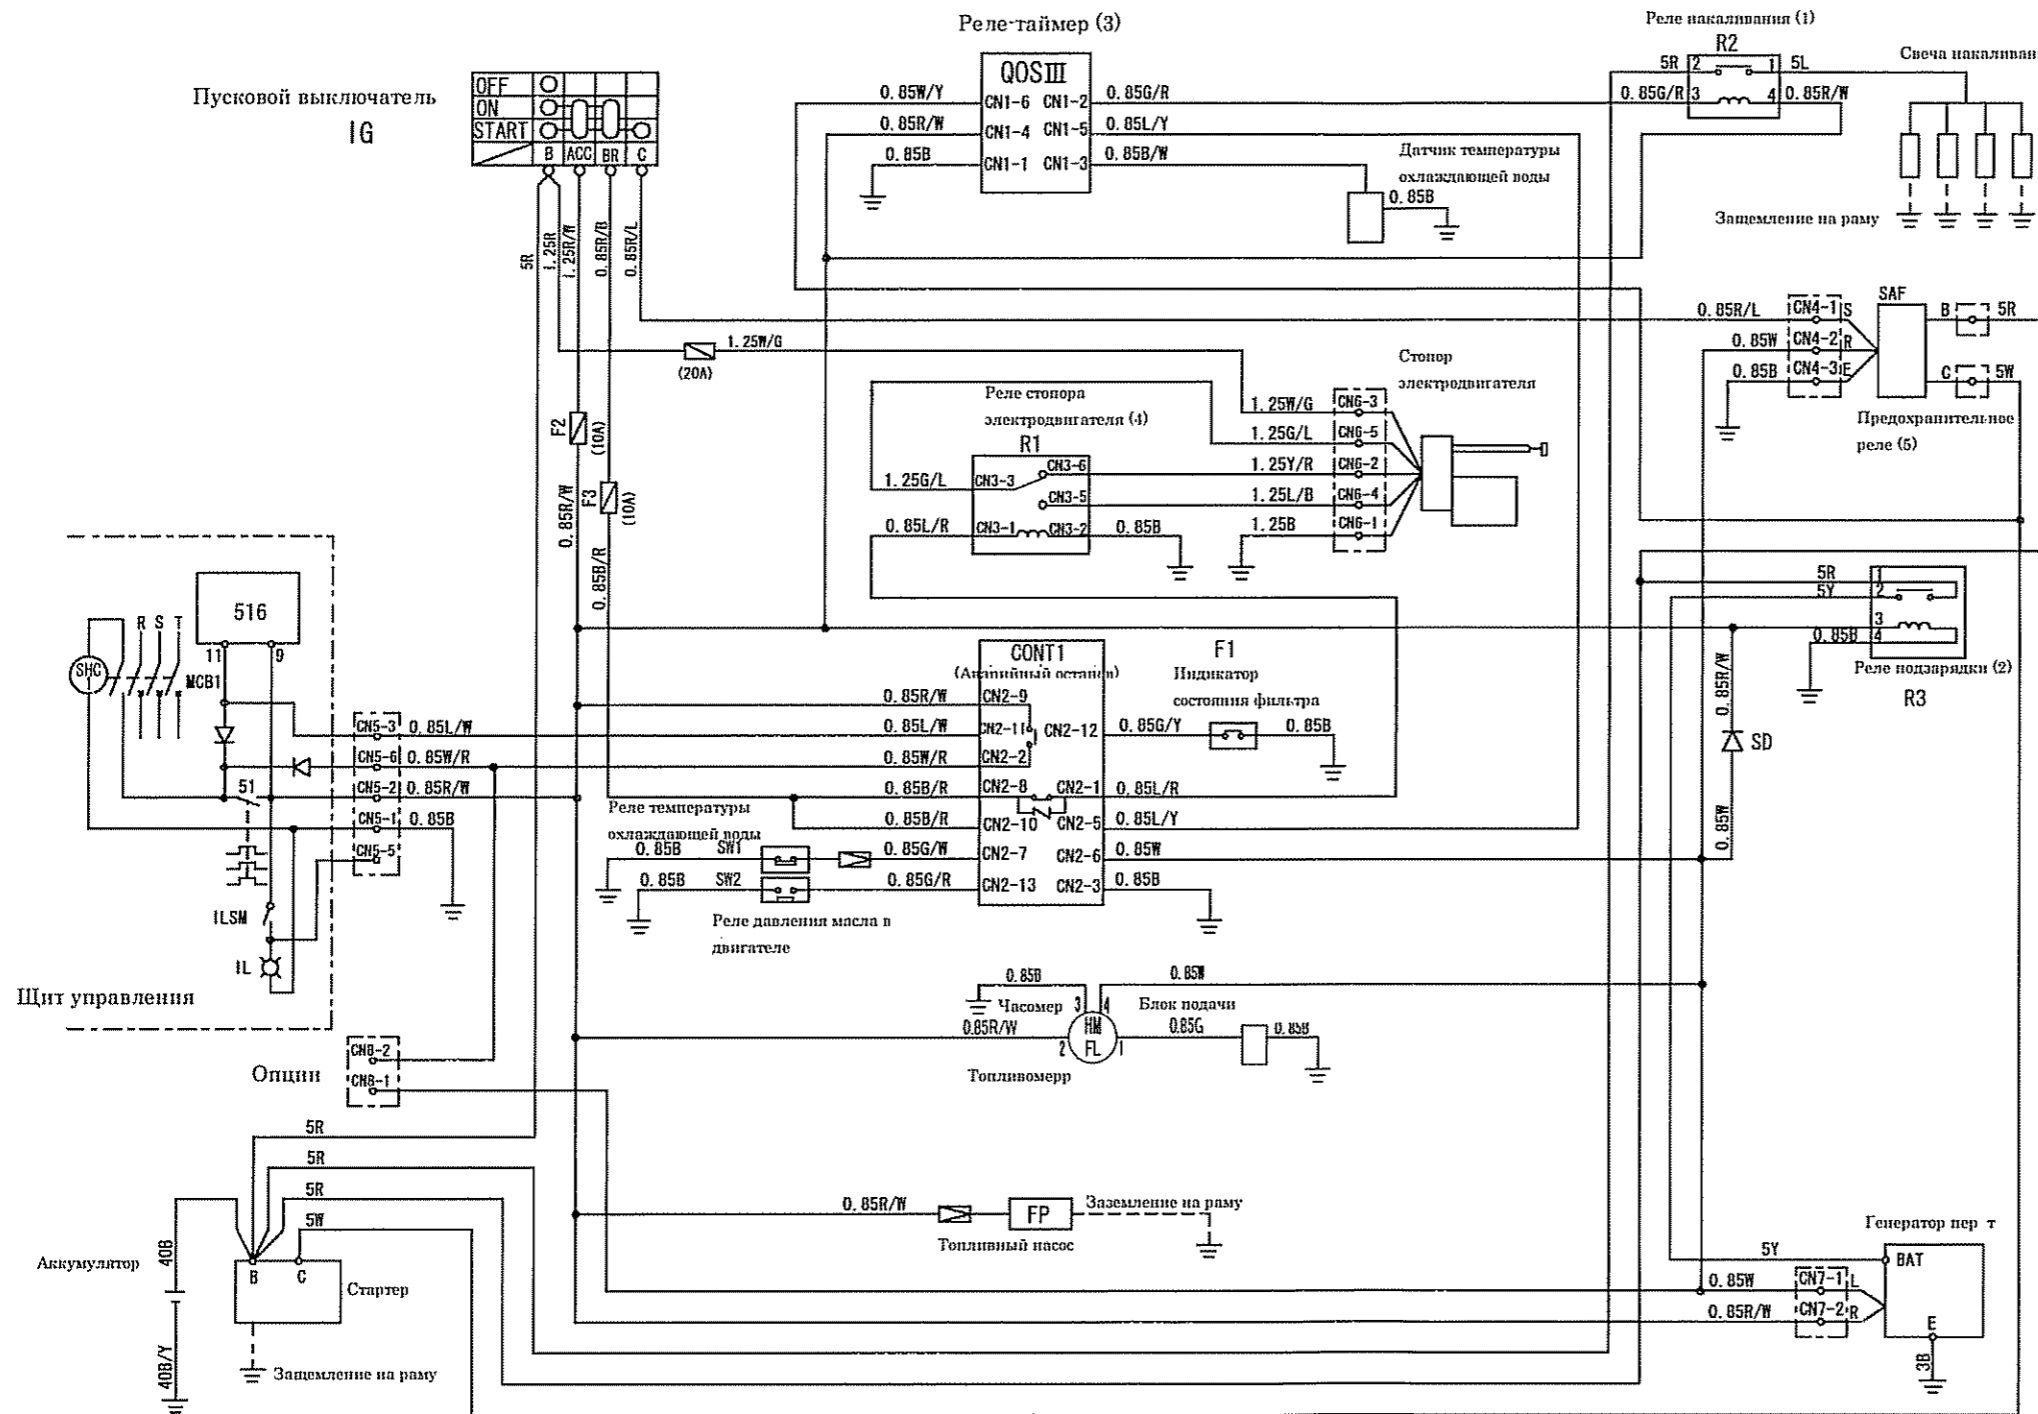 Реле-таймер (3)
Реле накаливания (1)
R2
Свеча накаливан
Пусковой выключатель
IG
OFF
ON
START
B ACC BR C
QOSIII
CN1-6 CN1-2
CN1-4 CN1-5
CN1-1 CN1-3
0.85W/Y
0.85R/W
0.85B
0.85G/R
0.85L/Y
0.85B/W
5R 2 1 5L
0.85G/R 3 4 0.85R/W
Датчик температуры
охлаждающей воды
0.85B
Защемление на раму
5R
1.25R
1.25R/W
0.85R/B
0.85R/L
1.25W/G
(20A)
0.85R/L CN4-1 S
0.85W CN4-2 R
0.85B CN4-3 E
SAF
B 5R
C 5W
Предохранительное
реле (5)
Стопор
электродвигателя
Реле стопора
электродвигателя (4)
R1
F2
(10A)
F3
(10A)
0.85R/W
0.85B/R
1.25G/L CN3-3 CN3-6
CN3-5
0.85L/R CN3-1 CN3-2 0.85B
1.25W/G CN6-3
1.25G/L CN6-5
1.25Y/R CN6-2
1.25L/B CN6-4
1.25B CN6-1
5R 1
5Y 2
3
0.85B 4
Реле подзарядки (2)
R3
516
11 9
R S T
SHC
MCB1
51
ILSM
IL
Щит управления
CN5-3 0.85L/W
CN5-6 0.85W/R
CN5-2 0.85R/W
CN5-1 0.85B
CN5-5
CONT1
0.85R/W CN2-9
0.85L/W CN2-11 CN2-12 0.85G/Y
0.85W/R CN2-2
0.85B/R CN2-8 CN2-1 0.85L/R
0.85B/R CN2-10 CN2-5 0.85L/Y
0.85G/W CN2-7 CN2-6 0.85W
0.85G/R CN2-13 CN2-3 0.85B
F1
Индикатор
состояния фильтра
0.85B
0.85R/W
SD
0.85W
Реле температуры
охлаждающей воды
0.85B SW1
0.85B SW2
Реле давления масла в
двигателе
0.85B 0.85W
Часомер 3 4 Блок подачи
0.85R/W HM 0.85G 0.85B
2 FL 1
Топливомерр
Опции
CN8-2
CN8-1
5R
5R
5R
5W
Аккумулятор
40B
40B/Y
B C
Стартер
Защемление на раму
0.85R/W FP Заземление на раму
Топливный насос
Генератор пер т
5Y BAT
0.85W CN7-1 L
0.85R/W CN7-2 R
E
3B